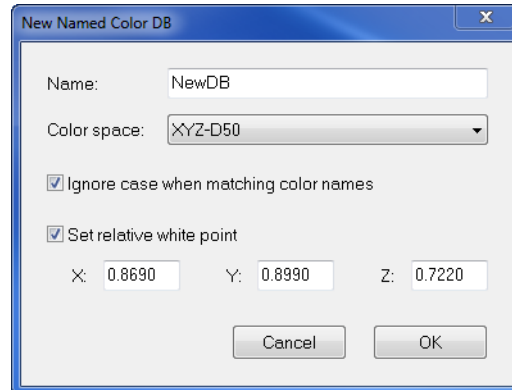 New Named Color DB
Name: NewDB
Color space: XYZ-D50
Ignore case when matching color names
Set relative white point
X: 0.8690 Y: 0.8990 Z: 0.7220
Cancel OK